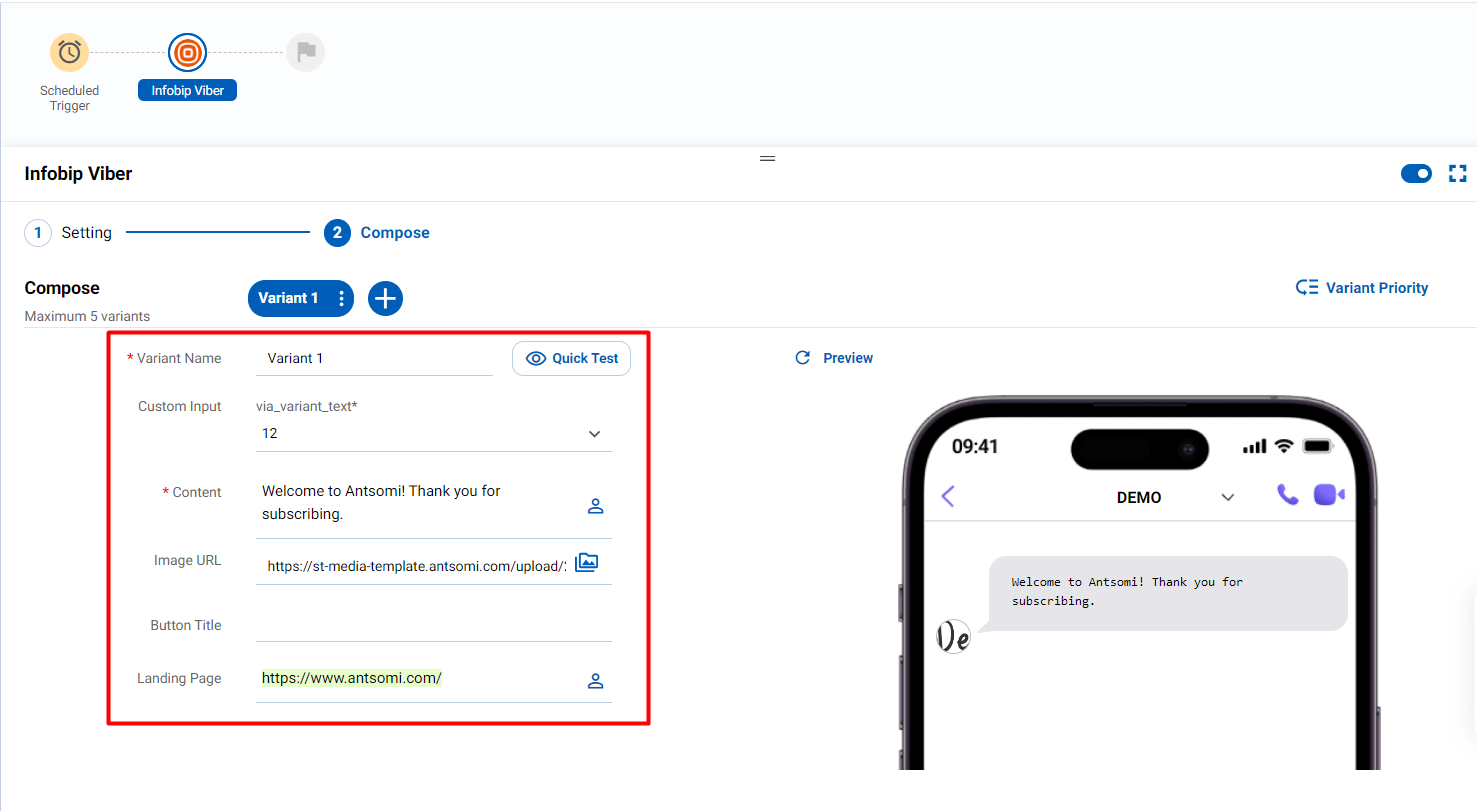 Scheduled
Trigger
Infobip Viber
Infobip Viber
1 Setting
2 Compose
Compose
Maximum 5 variants
Variant 1
Variant Priority
* Variant Name Variant 1
Quick Test
Custom Input via_variant_text*
12
* Content Welcome to Antsomi! Thank you for
subscribing.
Image URL https://st-media-template.antsomi.com/upload/
Button Title
Landing Page https://www.antsomi.com/
Preview
09:41
DEMO
Welcome to Antsomi! Thank you for
subscribing.
De